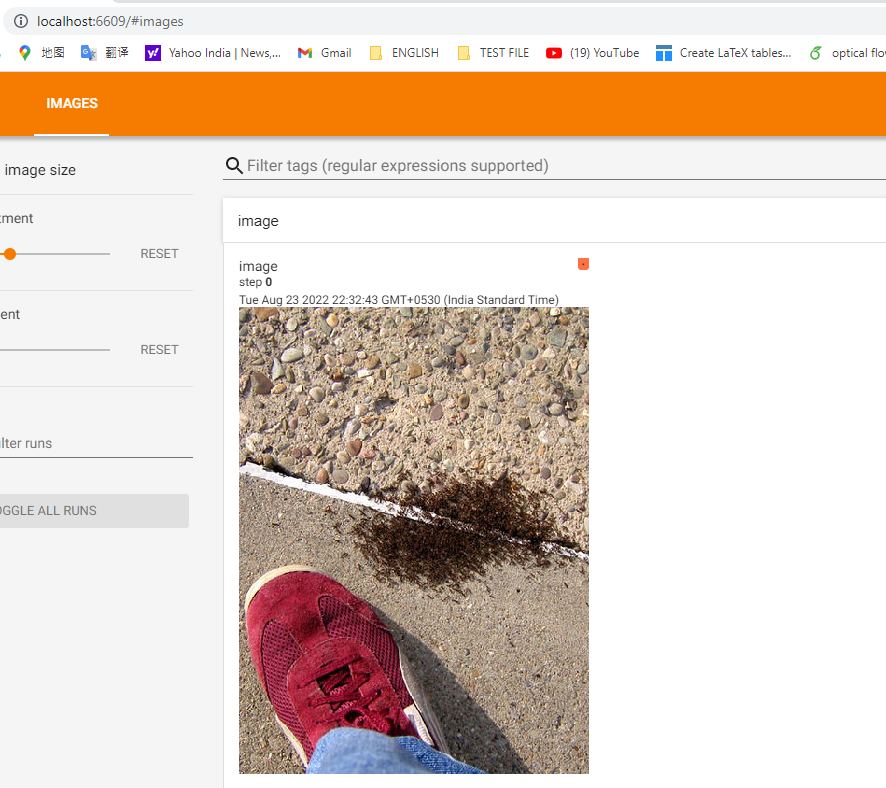 localhost:6609/#images
地图 翻译 Yahoo India | News,... Gmail ENGLISH TEST FILE (19) YouTube Create LaTeX tables... optical flo
IMAGES
image size
Filter tags (regular expressions supported)
tment
image
RESET
image
step 0
Tue Aug 23 2022 22:32:43 GMT+0530 (India Standard Time)
ent
RESET
lter runs
OGGLE ALL RUNS